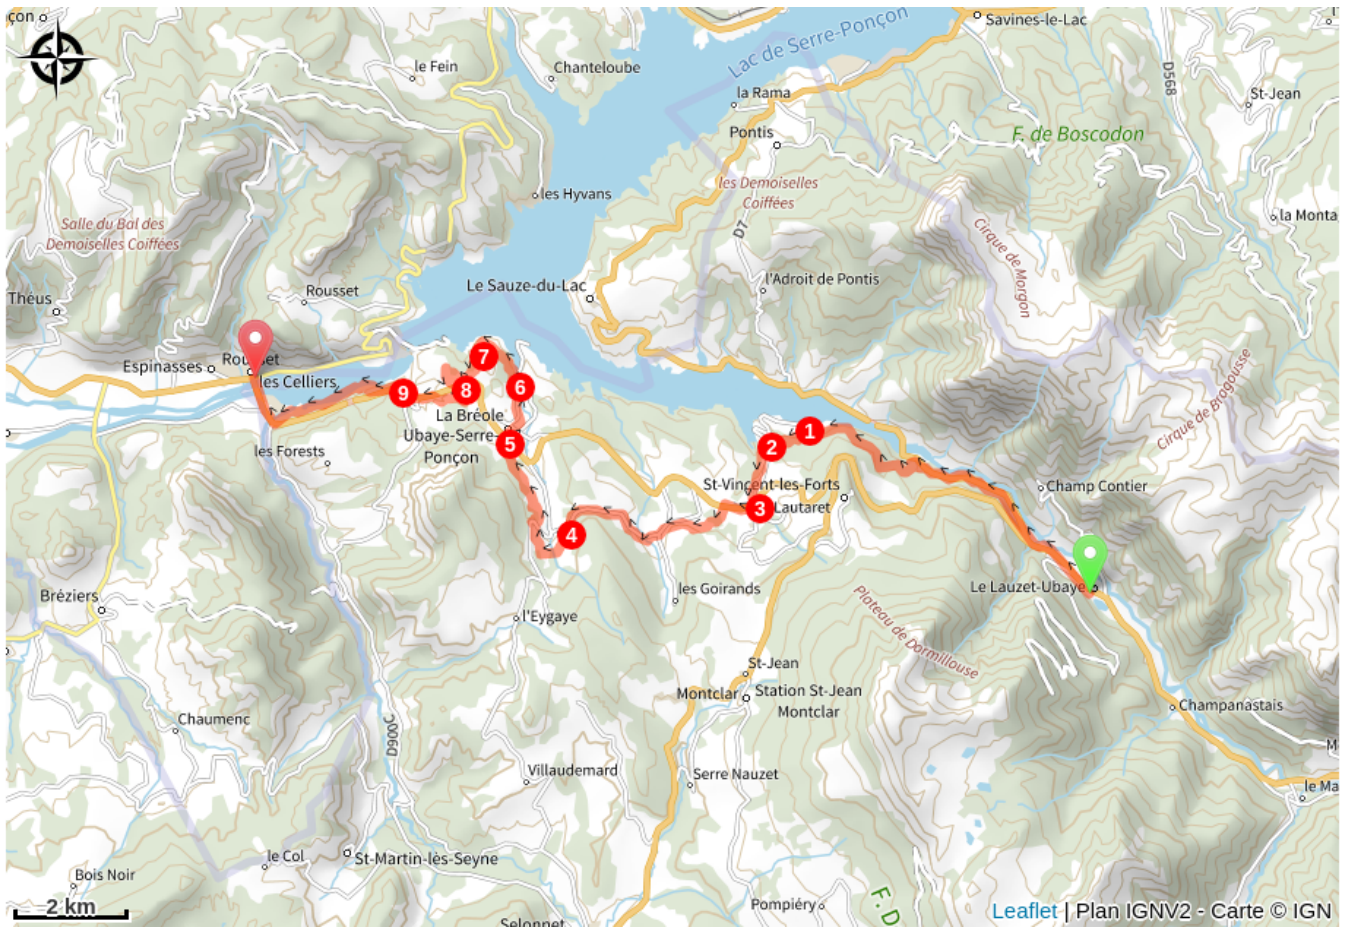 çon
Savines-le-Lac
le Fein
Chanteloube
Lac de Serre-Ponçon
D568
la Rama
St-Jean
Pontis
F. de Boscodon
les Demoiselles
Coiffées
les Hyvans
D7
la Monta
Salle du Bal des
Demoiselles Coiffées
Cirque de Morgon
l'Adroit de Pontis
Le Sauze-du-Lac
Rousset
Théus
Espinasses
Rousset
les Celliers
7
6
8
9
La Bréole
Ubaye-Serre-
Ponçon
5
1
2
Cirque de Bragousse
les Forests
St-Vincent-les-Forts
Champ Contier
3
Lautaret
4
Le Lauzet-Ubaye
les Goirands
Bréziers
l'Eygaye
Plateau de Dormillouse
St-Jean
Montclar
Station St-Jean
Montclar
Champanastais
Chaumenc
D900C
M
Villaudemard
Serre Nauzet
le Ma
le Col
St-Martin-lès-Seyne
Bois Noir
Pompiéry
F. D
2 km
Selonnet
Leaflet | Plan IGNV2 - Carte © IGN